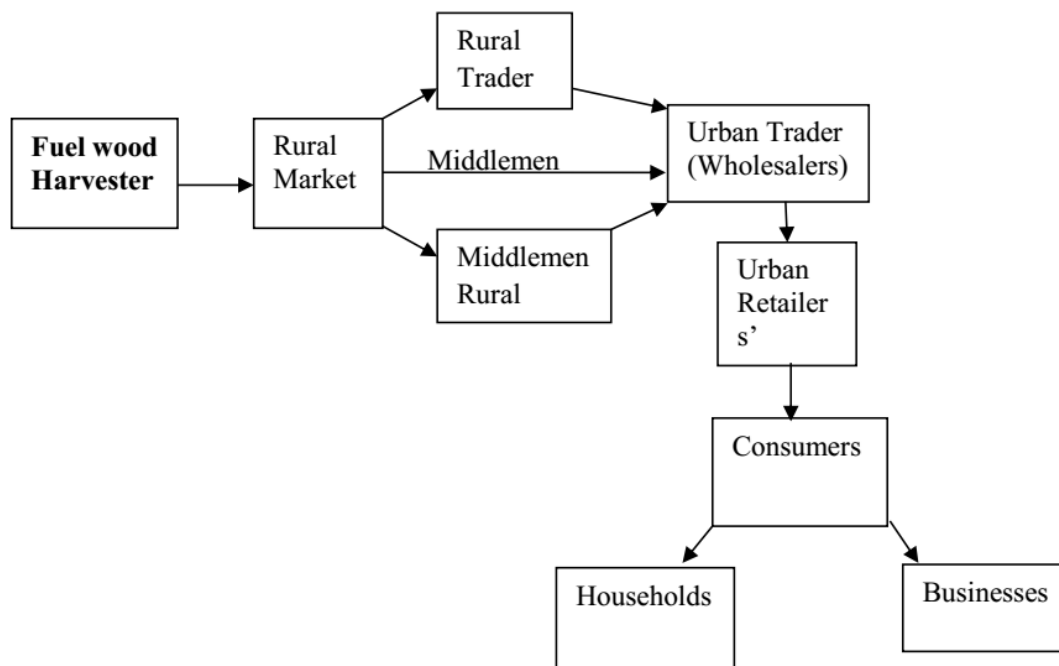 Fuel wood
Harvester
Rural
Market
Rural
Trader
Middlemen
Middlemen
Rural
Urban Trader
(Wholesalers)
Urban
Retailer
s’
Consumers
Households
Businesses